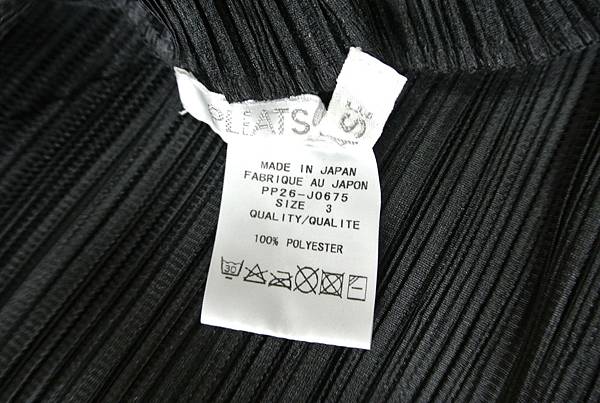 PLEATS
MADE IN JAPAN
FABRIQUE AU JAPON
PP26-J0675
SIZE 3
QUALITY/QUALITE
100% POLYESTER
30